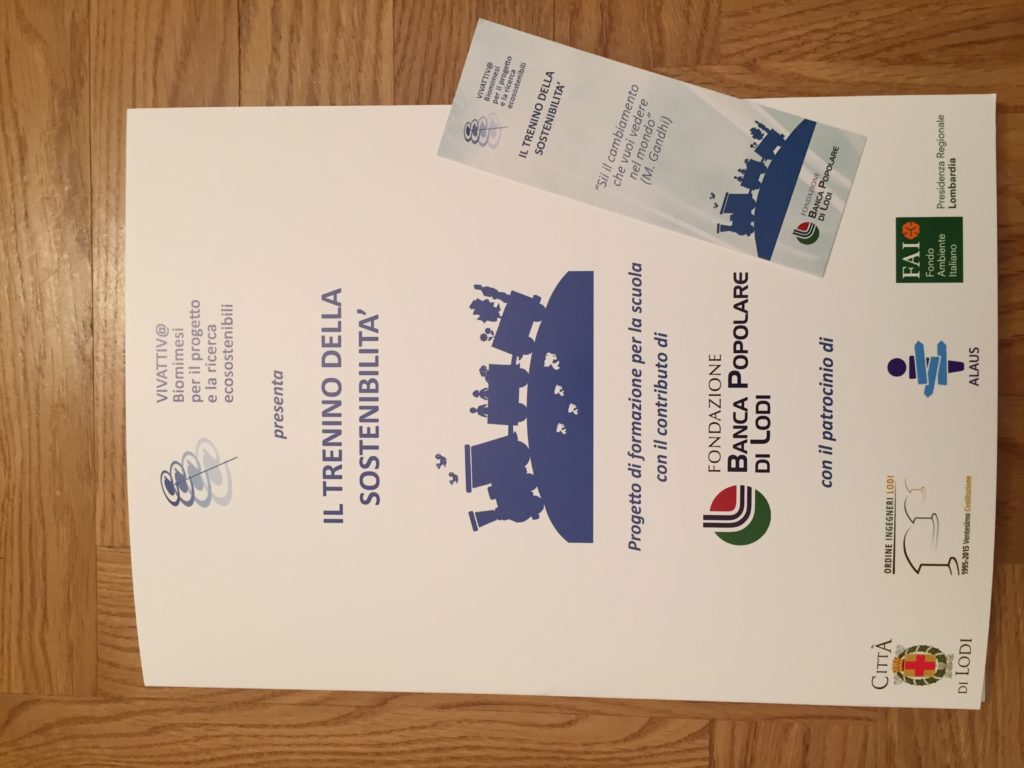 VIVATTIV@
Biomimesi
per il progetto
e la ricerca
ecosostenibili
presenta
IL TRENINO DELLA
SOSTENIBILITA’
Progetto di formazione per la scuola
con il contributo di
FONDAZIONE
BANCA POPOLARE
DI LODI
con il patrocinio di
CITTÀ
DI LODI
ORDINE INGEGNERI LODI
1995-2015 Ventesimo Costituzione
ALAUS
FAI
Fondo
Ambiente
Italiano
Presidenza Regionale
Lombardia
VIVATTIV@
Biomimesi
per il progetto
e la ricerca
ecosostenibili
IL TRENINO DELLA
SOSTENIBILITA’
“Sii il cambiamento
che vuoi vedere
nel mondo”
(M. Gandhi)
FONDAZIONE
BANCA POPOLARE
DI LODI